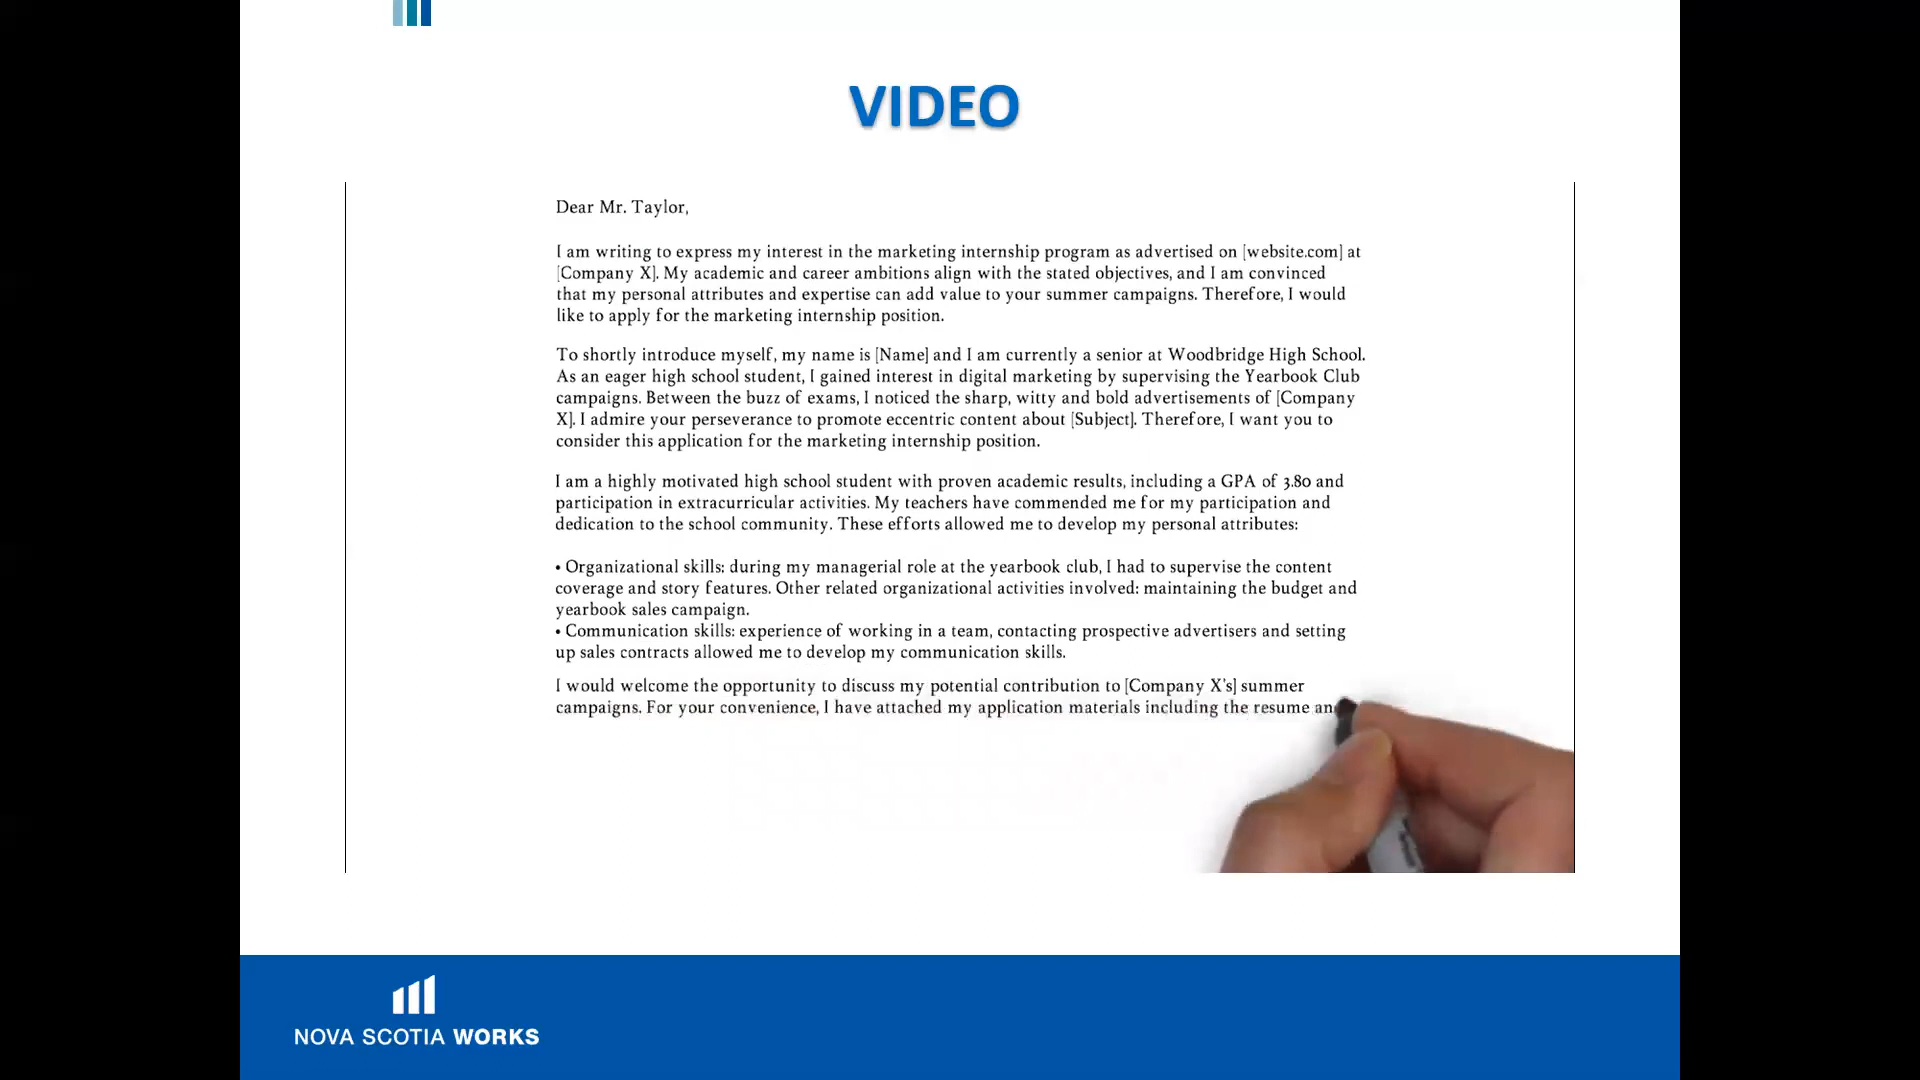 VIDEO
Dear Mr. Taylor,
I am writing to express my interest in the marketing internship program as advertised on [website.com] at
[Company X]. My academic and career ambitions align with the stated objectives, and I am convinced
that my personal attributes and expertise can add value to your summer campaigns. Therefore, I would
like to apply for the marketing internship position.
To shortly introduce myself, my name is [Name] and I am currently a senior at Woodbridge High School.
As an eager high school student, I gained interest in digital marketing by supervising the Yearbook Club
campaigns. Between the buzz of exams, I noticed the sharp, witty and bold advertisements of [Company
X]. I admire your perseverance to promote eccentric content about [Subject]. Therefore, I want you to
consider this application for the marketing internship position.
I am a highly motivated high school student with proven academic results, including a GPA of 3.80 and
participation in extracurricular activities. My teachers have commended me for my participation and
dedication to the school community. These efforts allowed me to develop my personal attributes:
• Organizational skills: during my managerial role at the yearbook club, I had to supervise the content
coverage and story features. Other related organizational activities involved: maintaining the budget and
yearbook sales campaign.
• Communication skills: experience of working in a team, contacting prospective advertisers and setting
up sales contracts allowed me to develop my communication skills.
I would welcome the opportunity to discuss my potential contribution to [Company X's] summer
campaigns. For your convenience, I have attached my application materials including the resume an
NOVA SCOTIA WORKS